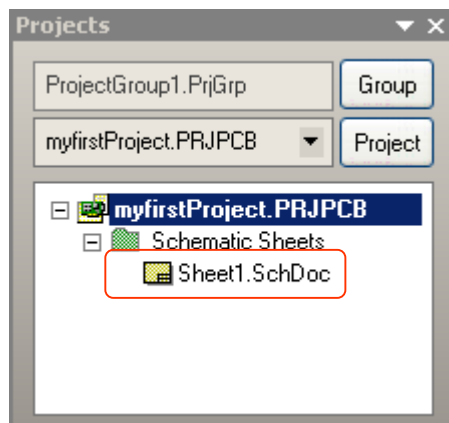 Projects
ProjectGroup1.PrjGrp
Group
myfirstProject.PRJPCB
Project
myfirstProject.PRJPCB
Schematic Sheets
Sheet1.SchDoc